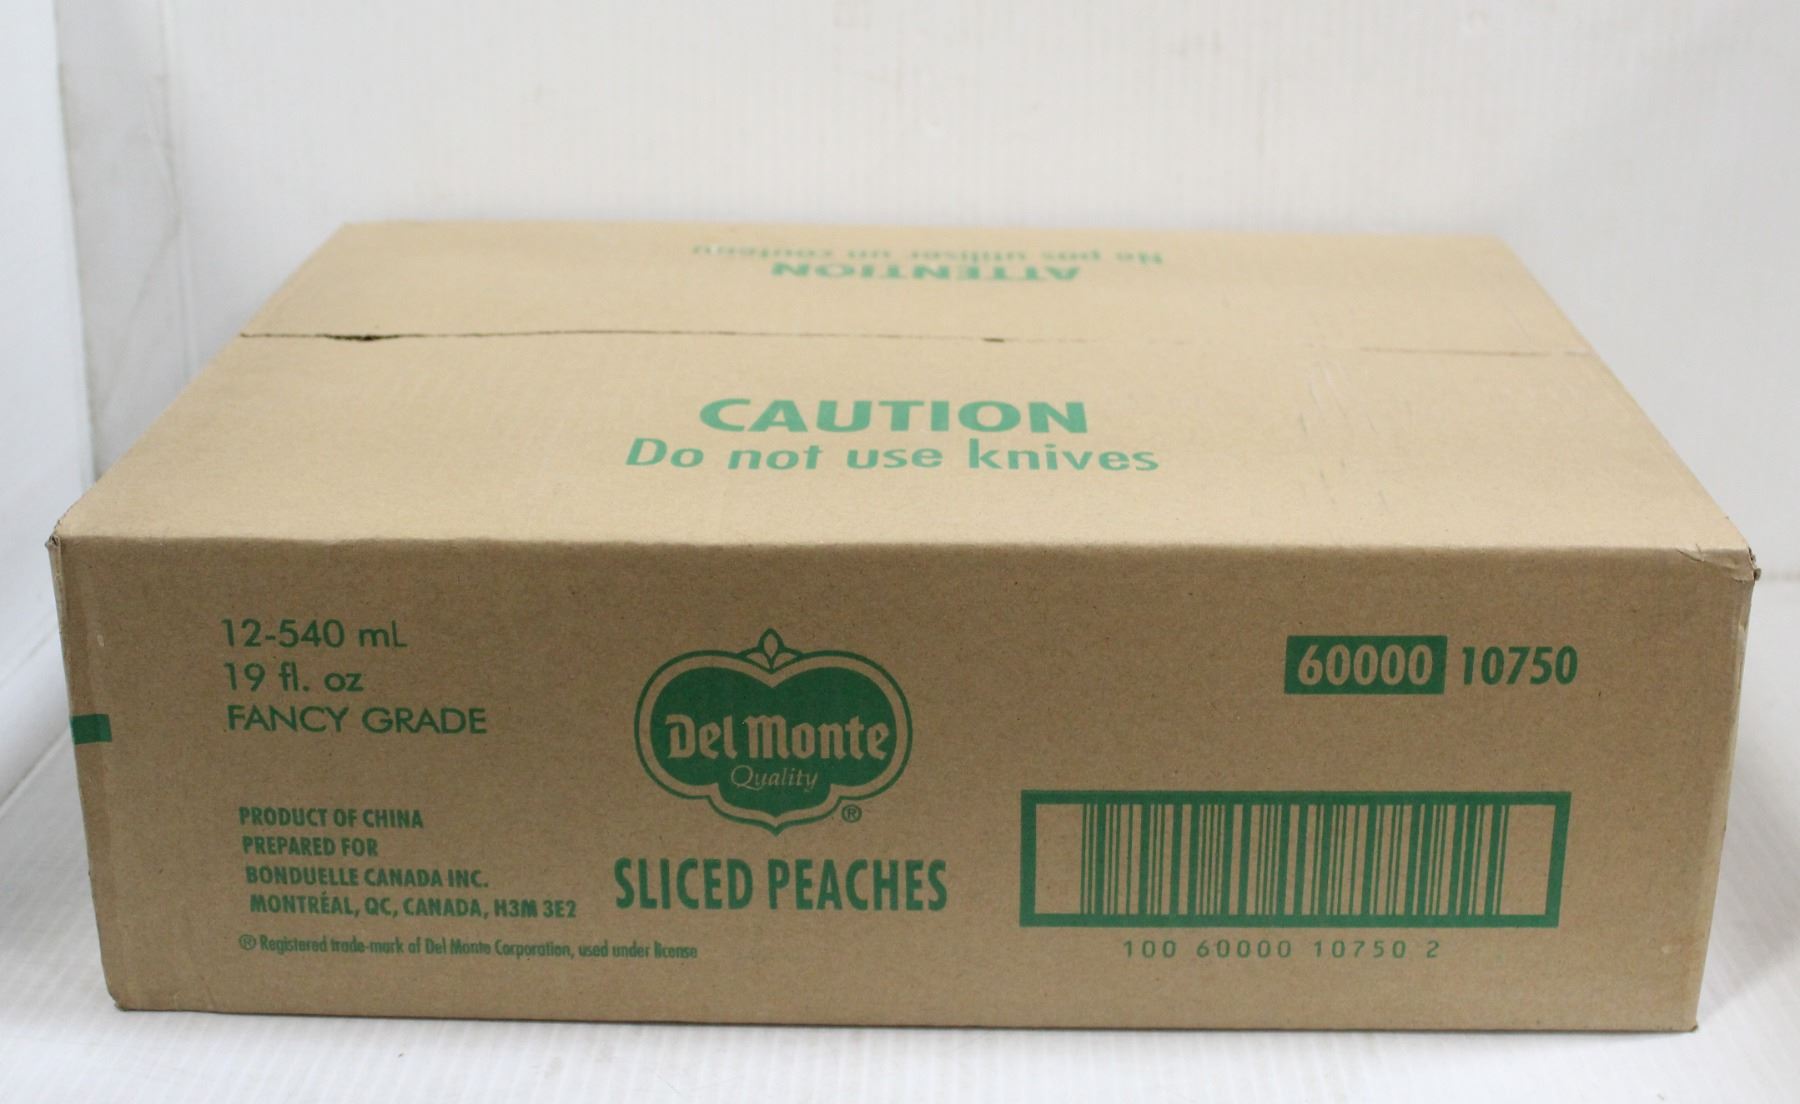 Ne pas utiliser un couteau
ATTENTION
CAUTION
Do not use knives
12-540 mL
19 fl. oz
FANCY GRADE
Del Monte
Quality
®
SLICED PEACHES
60000 10750
PRODUCT OF CHINA
PREPARED FOR
BONDUELLE CANADA INC.
MONTRÉAL, QC, CANADA, H3M 3E2
® Registered trade-mark of Del Monte Corporation, used under license
100 60000 10750 2